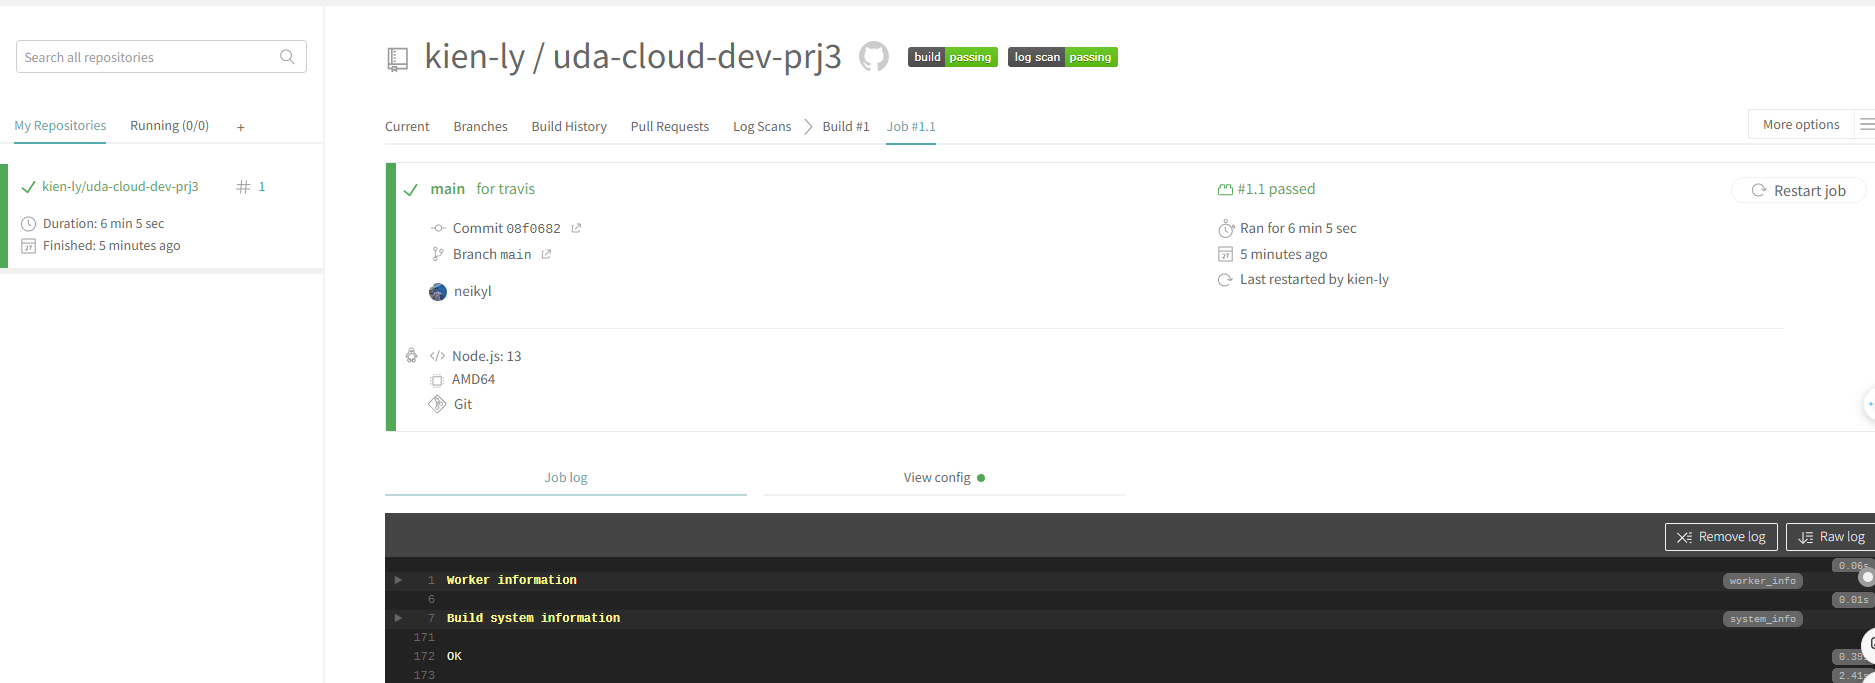 Search all repositories
My Repositories Running (0/0) +
kien-ly/uda-cloud-dev-prj3 # 1
Duration: 6 min 5 sec
Finished: 5 minutes ago
kien-ly / uda-cloud-dev-prj3 build passing log scan passing
Current Branches Build History Pull Requests Log Scans Build #1 Job #1.1 More options
main for travis
Commit 08f0682
Branch main
neikyl
#1.1 passed
Ran for 6 min 5 sec
5 minutes ago
Last restarted by kien-ly
Restart job
Node.js: 13
AMD64
Git
Job log View config
Remove log Raw log
0.06s
1 Worker information worker_info
6 0.01s
7 Build system information system_info
171
172 OK 0.39
173 2.41